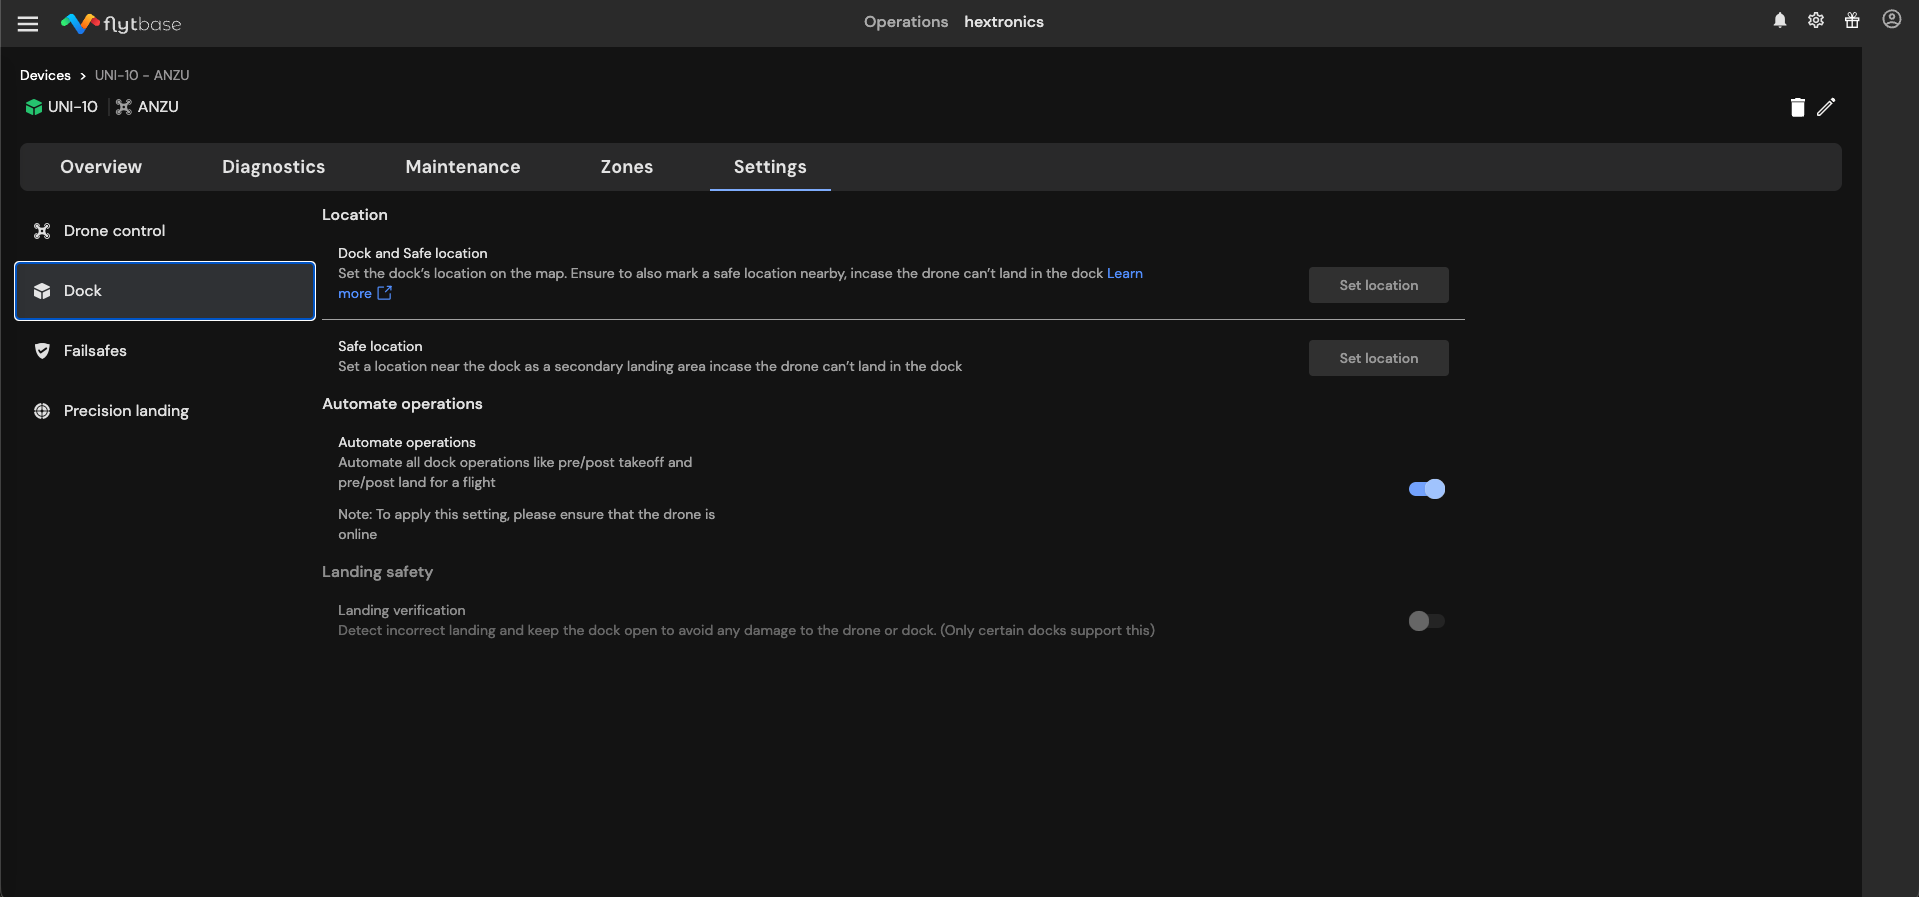 flytbase
Operations hextronics
Devices > UNI-10 - ANZU
UNI-10 ANZU
Overview Diagnostics Maintenance Zones Settings
Drone control
Dock
Failsafes
Precision landing
Location
Dock and Safe location
Set the dock’s location on the map. Ensure to also mark a safe location nearby, incase the drone can’t land in the dock Learn
more
Set location
Safe location
Set a location near the dock as a secondary landing area incase the drone can’t land in the dock
Set location
Automate operations
Automate operations
Automate all dock operations like pre/post takeoff and
pre/post land for a flight
Note: To apply this setting, please ensure that the drone is
online
Landing safety
Landing verification
Detect incorrect landing and keep the dock open to avoid any damage to the drone or dock. (Only certain docks support this)